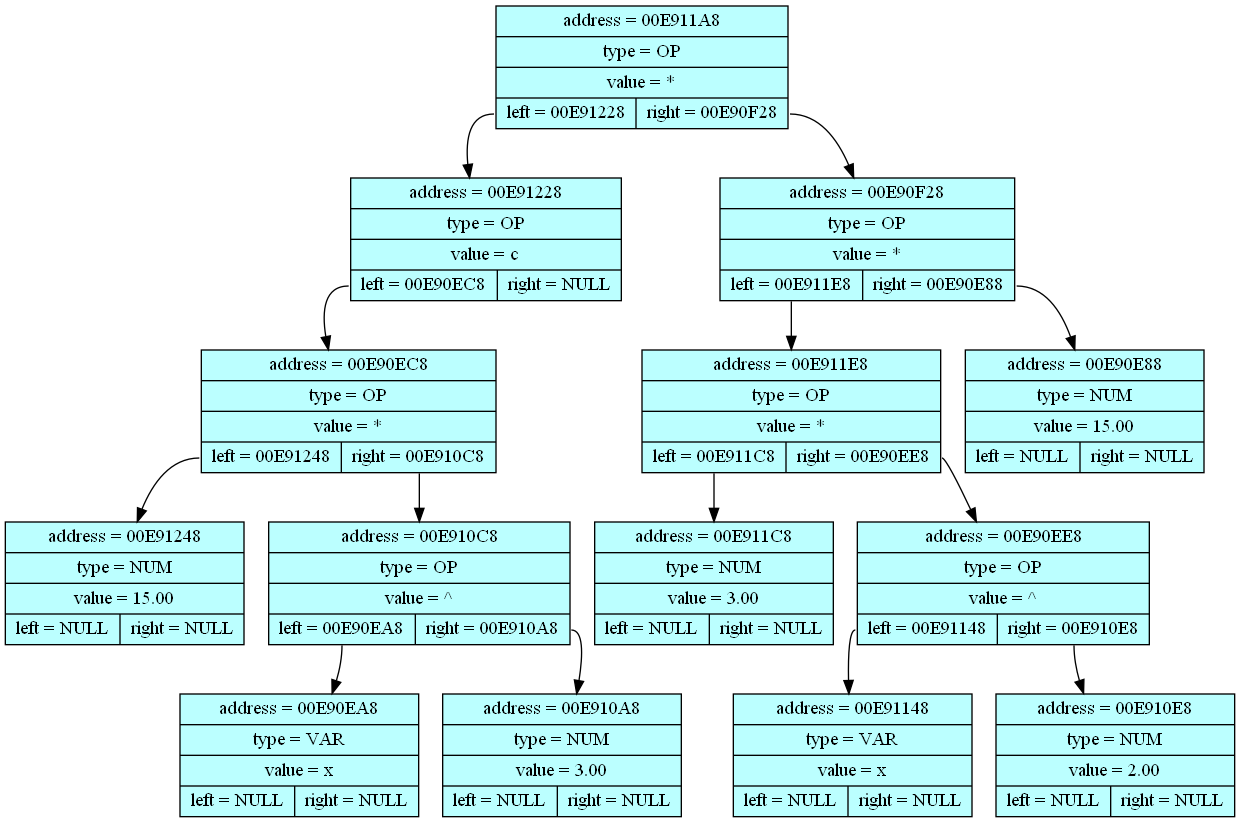 address = 00E911A8
type = OP
value = *
left = 00E91228 right = 00E90F28
address = 00E91228
type = OP
value = c
left = 00E90EC8 right = NULL
address = 00E90F28
type = OP
value = *
left = 00E911E8 right = 00E90E88
address = 00E90EC8
type = OP
value = *
left = 00E91248 right = 00E910C8
address = 00E911E8
type = OP
value = *
left = 00E911C8 right = 00E90EE8
address = 00E90E88
type = NUM
value = 15.00
left = NULL right = NULL
address = 00E91248
type = NUM
value = 15.00
left = NULL right = NULL
address = 00E910C8
type = OP
value = ^
left = 00E90EA8 right = 00E910A8
address = 00E911C8
type = NUM
value = 3.00
left = NULL right = NULL
address = 00E90EE8
type = OP
value = ^
left = 00E91148 right = 00E910E8
address = 00E90EA8
type = VAR
value = x
left = NULL right = NULL
address = 00E910A8
type = NUM
value = 3.00
left = NULL right = NULL
address = 00E91148
type = VAR
value = x
left = NULL right = NULL
address = 00E910E8
type = NUM
value = 2.00
left = NULL right = NULL